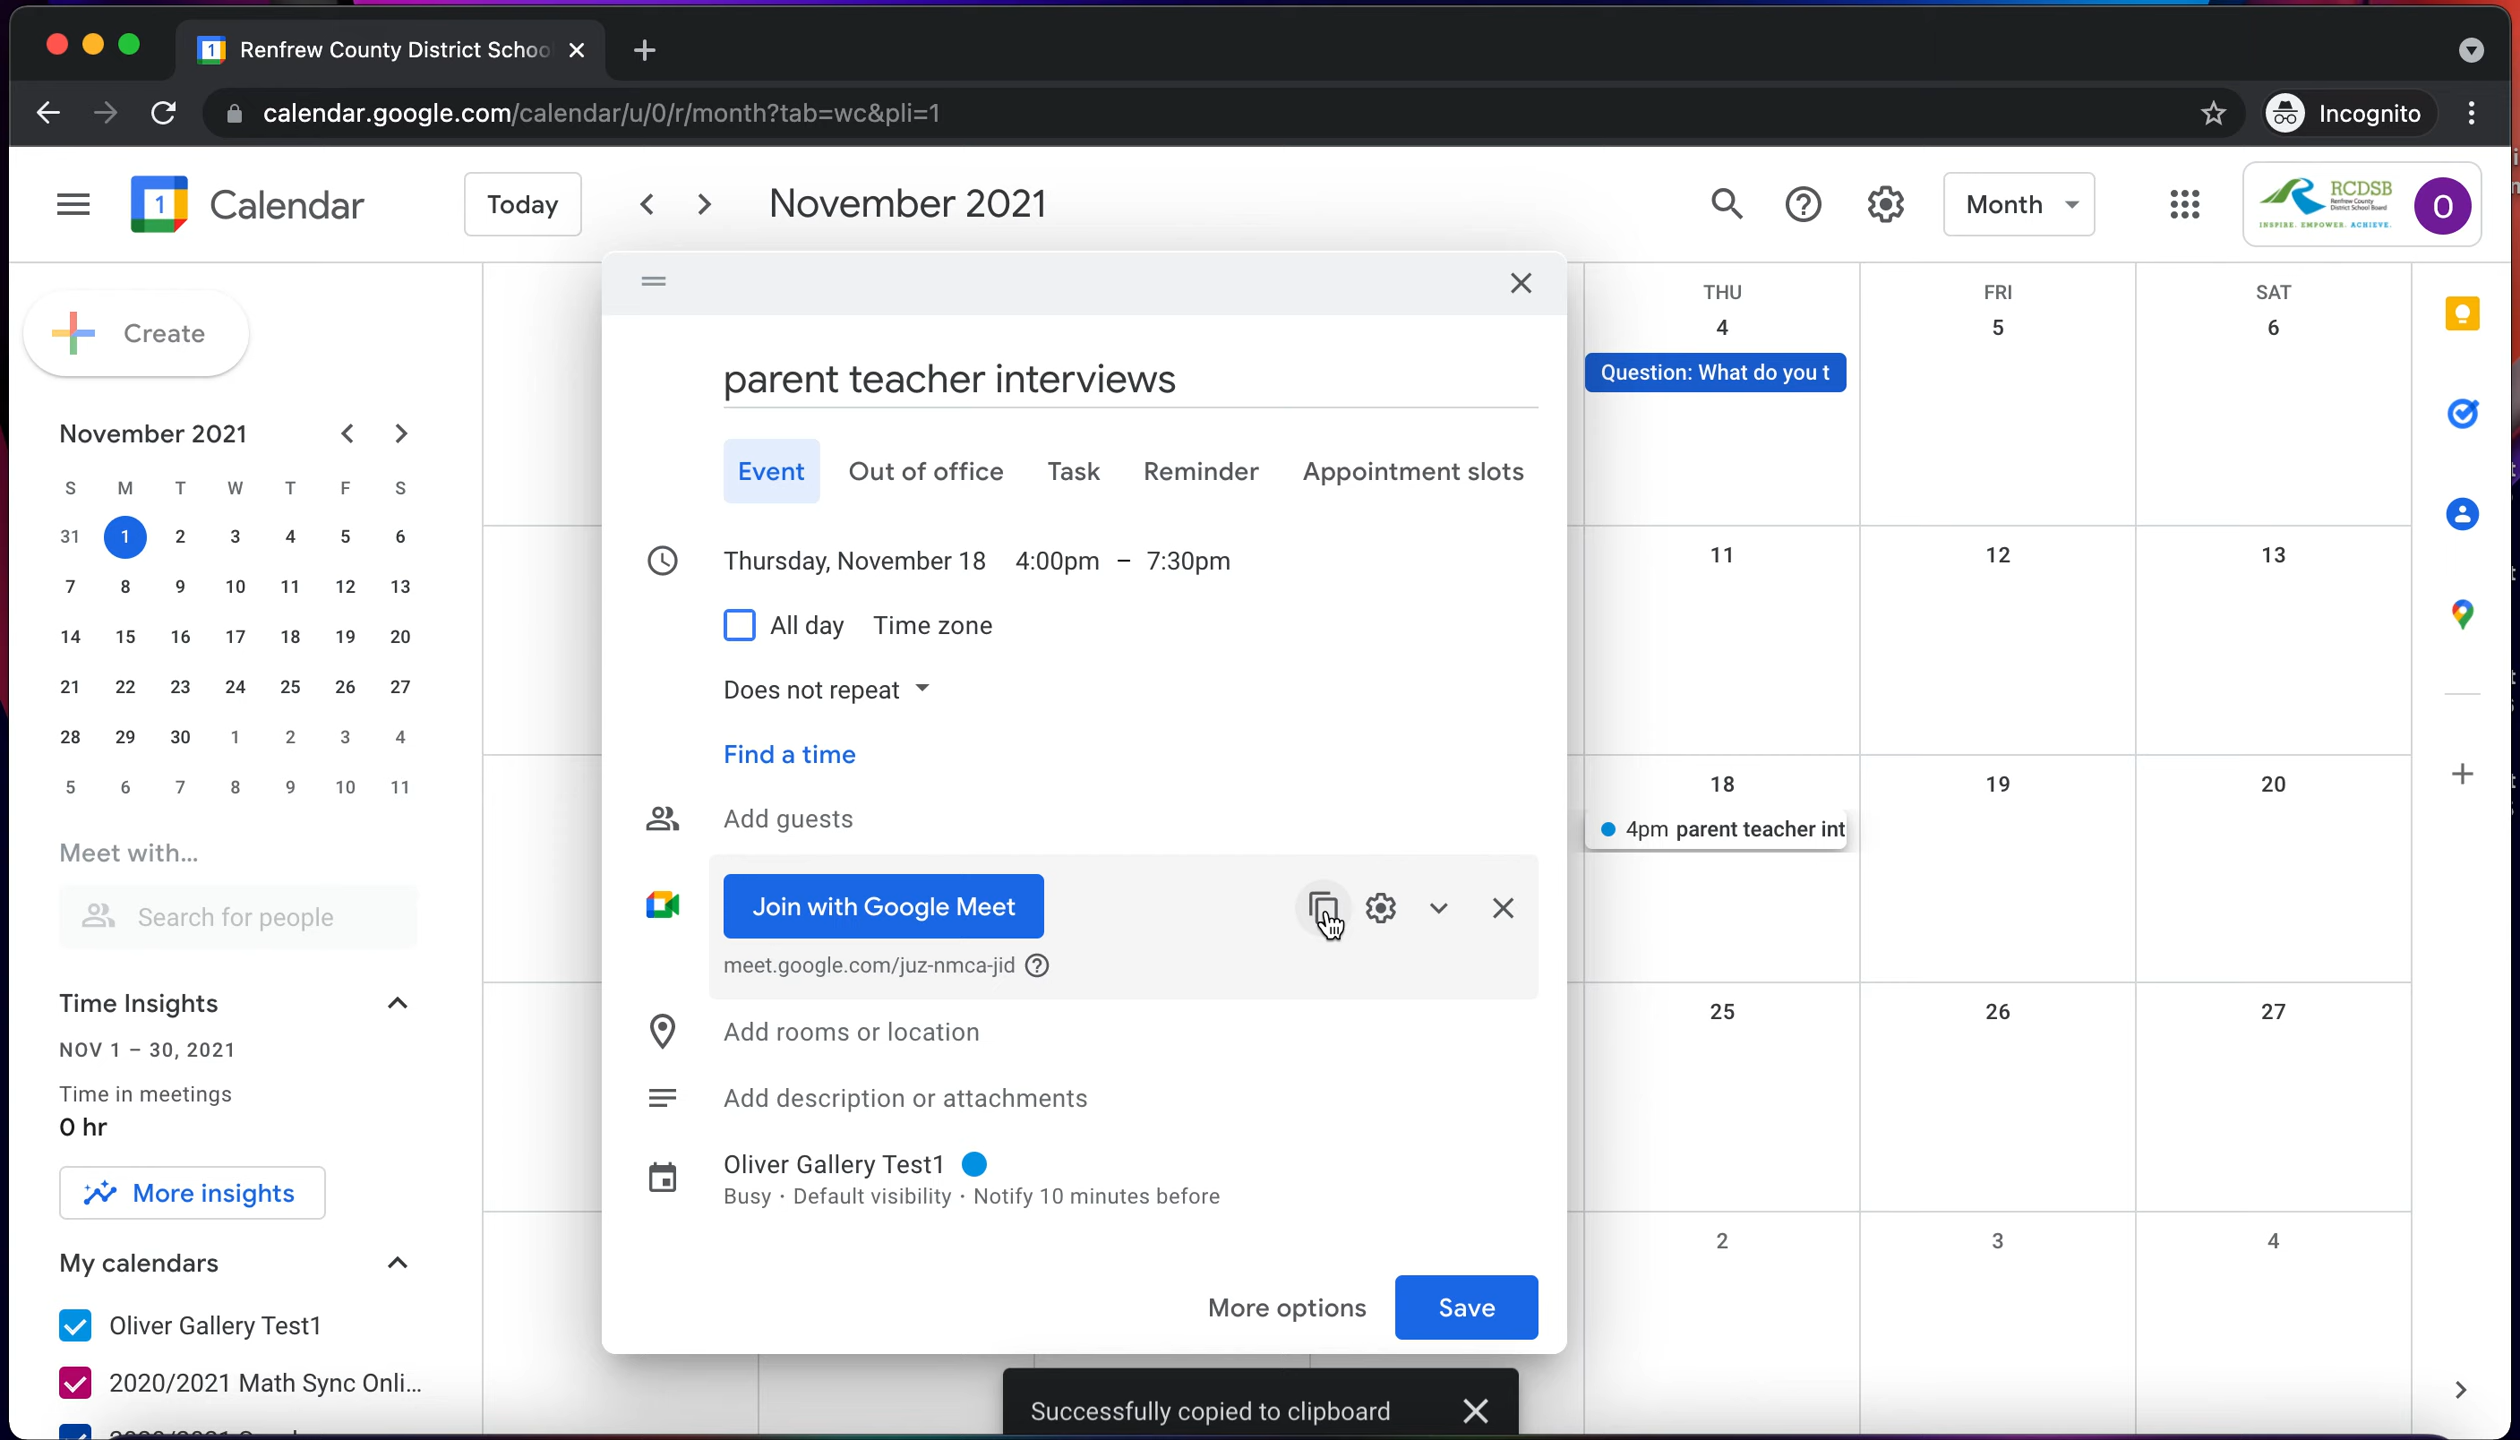 Renfrew County District Schoo
calendar.google.com/calendar/u/0/r/month?tab=wc&pli=1
Incognito
1
Calendar
Today
November 2021
Month
RCDSB
Renfrew County
District School Board
INSPIRE. EMPOWER. ACHIEVE.
O
Create
November 2021
S M T W T F S
31 1 2 3 4 5 6
7 8 9 10 11 12 13
14 15 16 17 18 19 20
21 22 23 24 25 26 27
28 29 30 1 2 3 4
5 6 7 8 9 10 11
Meet with...
Search for people
Time Insights
NOV 1 – 30, 2021
Time in meetings
0 hr
More insights
My calendars
Oliver Gallery Test1
2020/2021 Math Sync Onli...
parent teacher interviews
Event Out of office Task Reminder Appointment slots
Thursday, November 18 4:00pm – 7:30pm
All day Time zone
Does not repeat
Find a time
Add guests
Join with Google Meet
meet.google.com/juz-nmca-jid
Add rooms or location
Add description or attachments
Oliver Gallery Test1
Busy · Default visibility · Notify 10 minutes before
More options
Save
Successfully copied to clipboard
THU FRI SAT
4 5 6
Question: What do you t
11 12 13
18 19 20
4pm parent teacher int
25 26 27
2 3 4